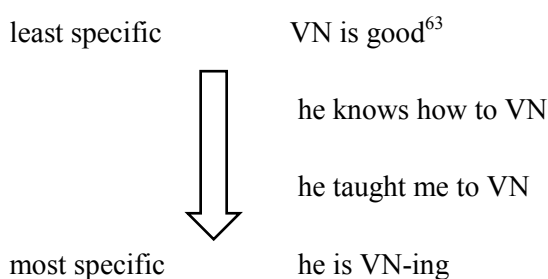 least specific VN is good⁶³
he knows how to VN
he taught me to VN
most specific he is VN-ing